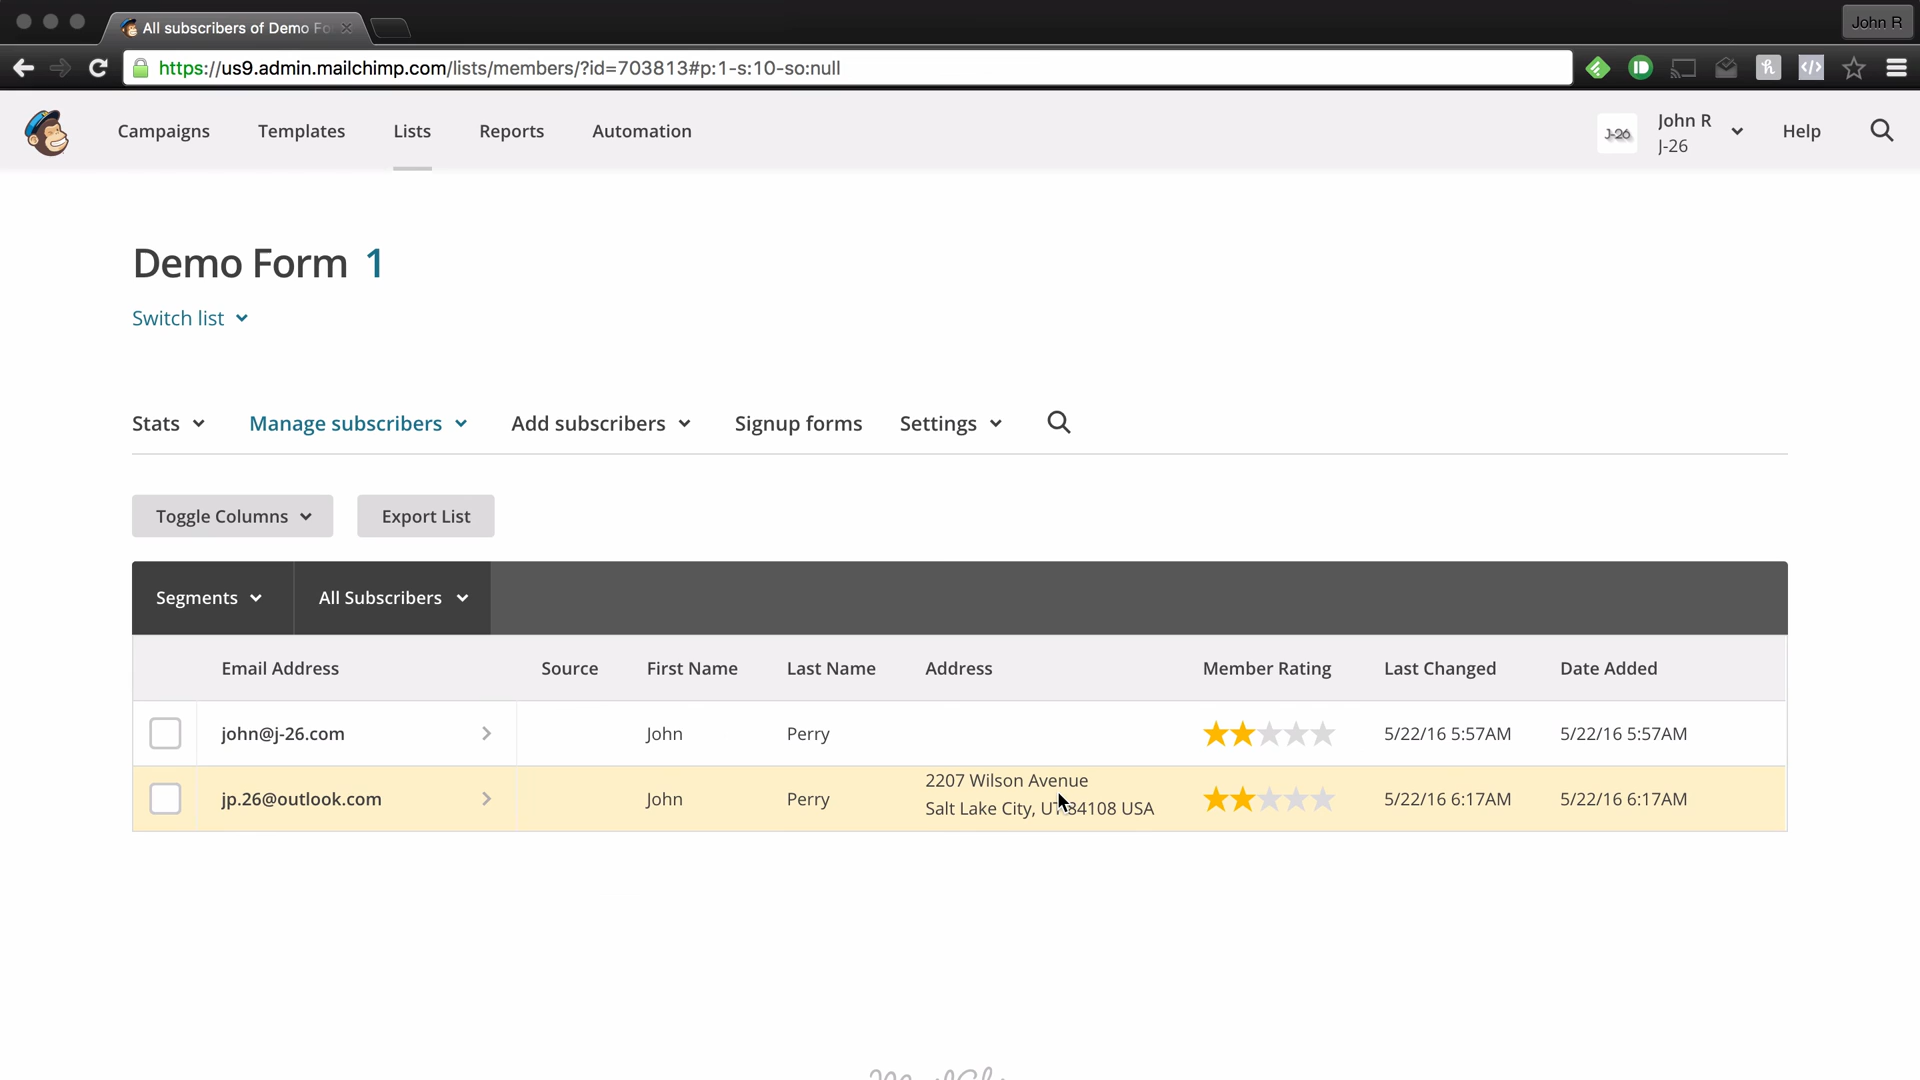 All subscribers of Demo Fo
John R
https://us9.admin.mailchimp.com/lists/members/?id=703813#p:1-s:10-so:null
Campaigns Templates Lists Reports Automation
J-26 John R Help
J-26
Demo Form 1
Switch list
Stats Manage subscribers Add subscribers Signup forms Settings
Toggle Columns Export List
Segments All Subscribers
Email Address Source First Name Last Name Address Member Rating Last Changed Date Added
john@j-26.com John Perry 5/22/16 5:57AM 5/22/16 5:57AM
2207 Wilson Avenue
jp.26@outlook.com John Perry 5/22/16 6:17AM 5/22/16 6:17AM
Salt Lake City, UT 84108 USA